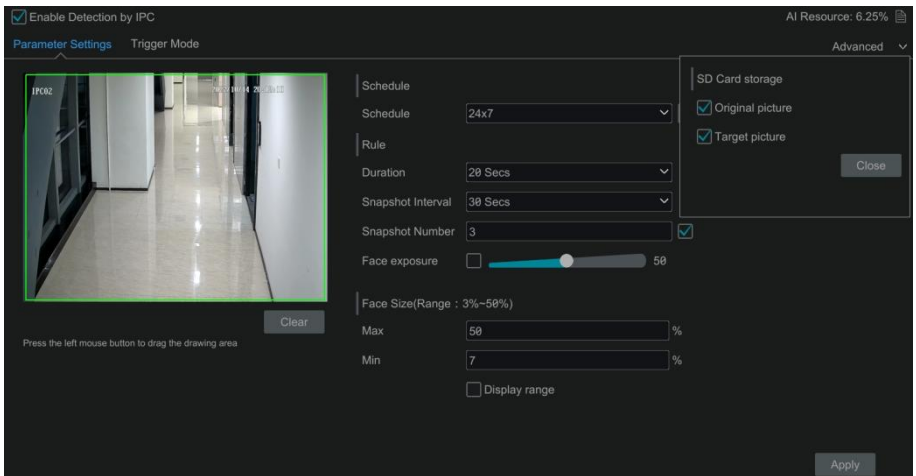 Enable Detection by IPC
AI Resource: 6.25%
Parameter Settings Trigger Mode
Advanced
IPC02
SD Card storage
Original picture
Target picture
Close
Schedule
Schedule 24x7
Rule
Duration 20 Secs
Snapshot Interval 30 Secs
Snapshot Number 3
Face exposure 50
Clear
Press the left mouse button to drag the drawing area
Face Size(Range : 3%~50%)
Max 50 %
Min 7 %
Display range
Apply